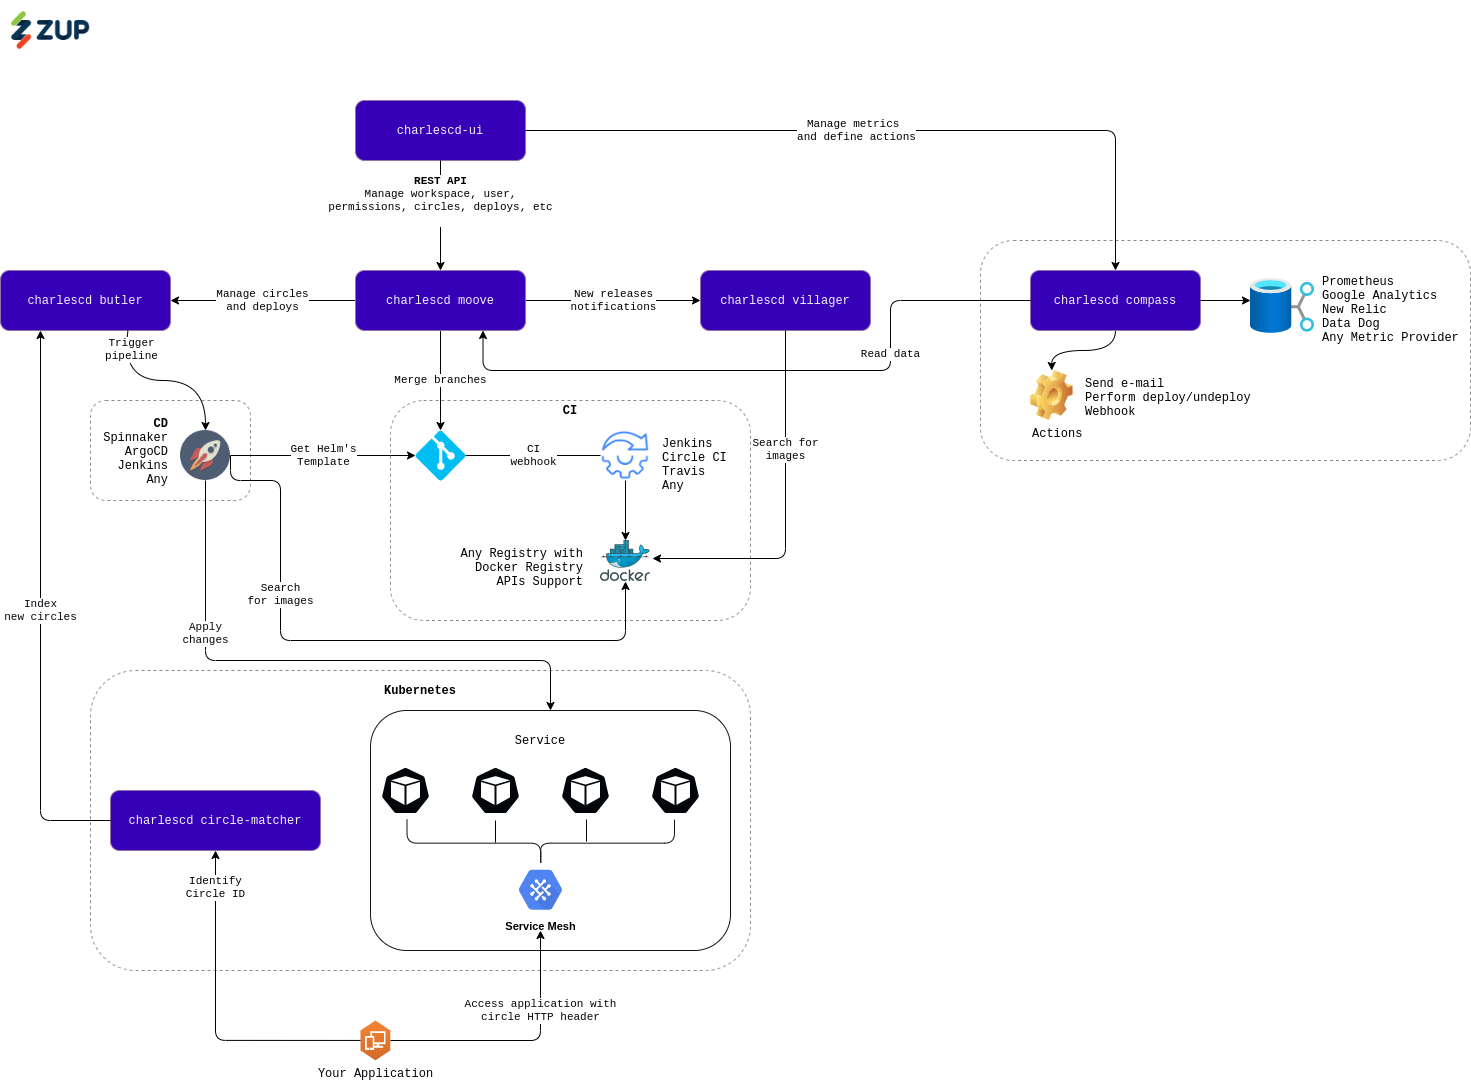 ZUP
charlescd-ui
Manage metrics
and define actions
REST API
Manage workspace, user,
permissions, circles, deploys, etc
charlescd butler
Manage circles
and deploys
charlescd moove
New releases
notifications
charlescd villager
charlescd compass
Prometheus
Google Analytics
New Relic
Data Dog
Any Metric Provider
Trigger
pipeline
Merge branches
Read data
Send e-mail
Perform deploy/undeploy
Webhook
Actions
CD
Spinnaker
ArgoCD
Jenkins
Any
Get Helm's
Template
CI
CI
webhook
Jenkins
Circle CI
Travis
Any
Search for
images
Any Registry with
Docker Registry
APIs Support
docker
Search
for images
Index
new circles
Apply
changes
Kubernetes
Service
charlescd circle-matcher
Identify
Circle ID
Service Mesh
Access application with
circle HTTP header
Your Application